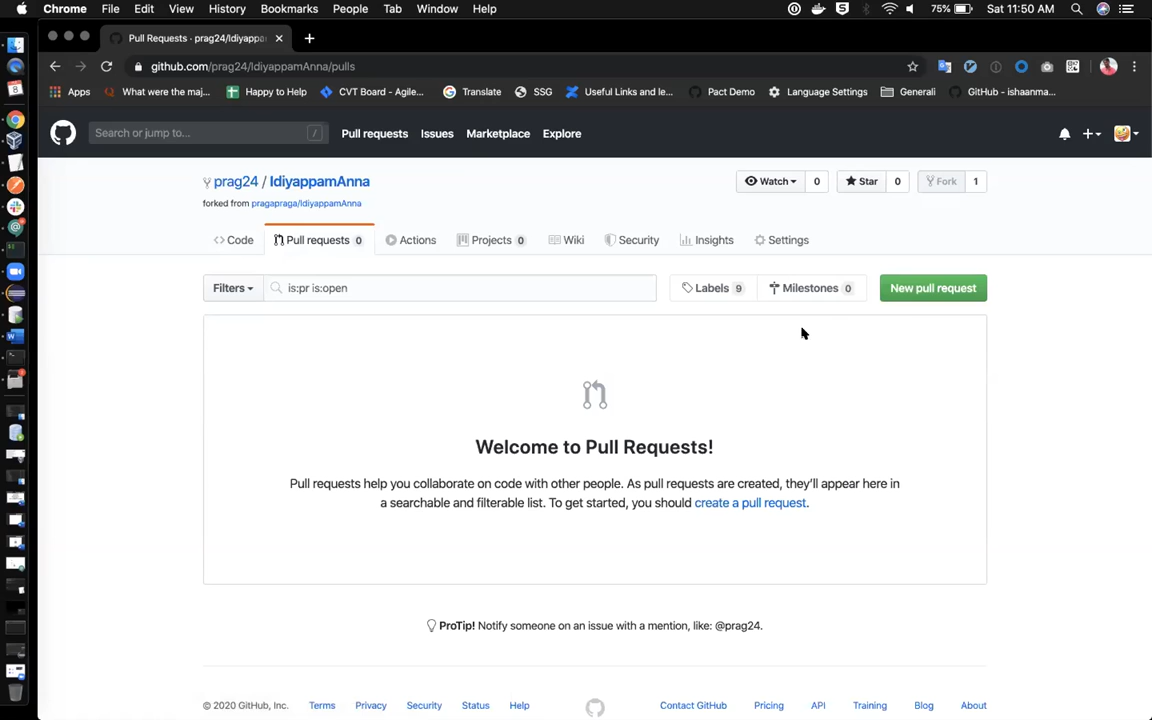 Chrome File Edit View History Bookmarks People Tab Window Help 75% Sat 11:50 AM
Pull Requests · prag24/Idiyappa
github.com/prag24/IdiyappamAnna/pulls
Apps What were the maj... Happy to Help CVT Board - Agile... Translate SSG Useful Links and le... Pact Demo Language Settings Generali GitHub - ishaanma...
Search or jump to... / Pull requests Issues Marketplace Explore
prag24 / IdiyappamAnna Watch 0 Star 0 Fork 1
forked from pragapraga/IdiyappamAnna
Code Pull requests 0 Actions Projects 0 Wiki Security Insights Settings
Filters is:pr is:open Labels 9 Milestones 0 New pull request
Welcome to Pull Requests!
Pull requests help you collaborate on code with other people. As pull requests are created, they'll appear here in
a searchable and filterable list. To get started, you should create a pull request.
ProTip! Notify someone on an issue with a mention, like: @prag24.
© 2020 GitHub, Inc. Terms Privacy Security Status Help Contact GitHub Pricing API Training Blog About